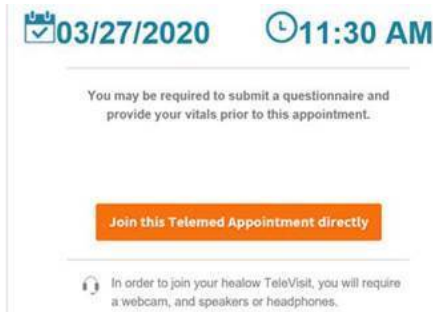 03/27/2020 11:30 AM
You may be required to submit a questionnaire and
provide your vitals prior to this appointment.
Join this Telemed Appointment directly
In order to join your healow TeleVisit, you will require
a webcam, and speakers or headphones.